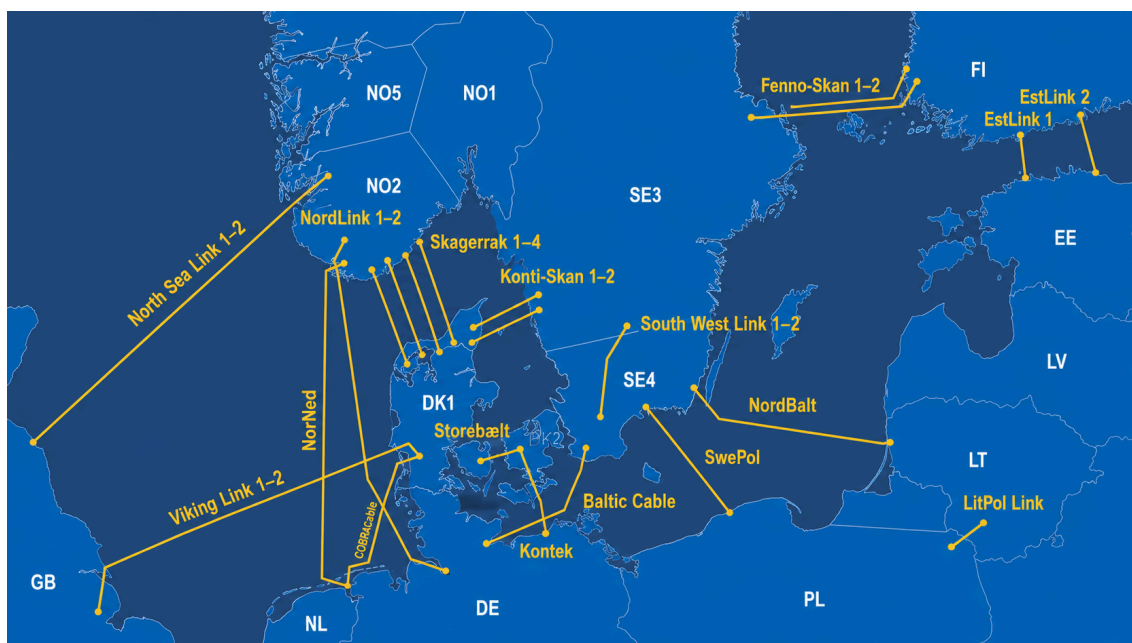 NO5
NO1
FI
Fenno-Skan 1–2
EstLink 2
EstLink 1
NO2
SE3
NordLink 1–2
Skagerrak 1–4
EE
North Sea Link 1–2
Konti-Skan 1–2
South West Link 1–2
LV
SE4
DK1
NordBalt
NorNed
Storebælt
DK2
SwePol
LT
Viking Link 1–2
Baltic Cable
LitPol Link
COBRACable
Kontek
GB
NL
DE
PL